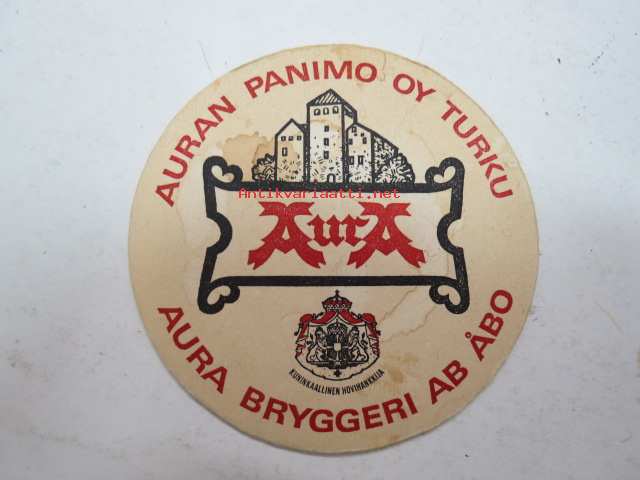 AURAN PANIMO OY TURKU
Antikvariaatti.net
AurA
KUNINKAALLINEN HOVIHANKKIJA
AURA BRYGGERI AB ÅBO